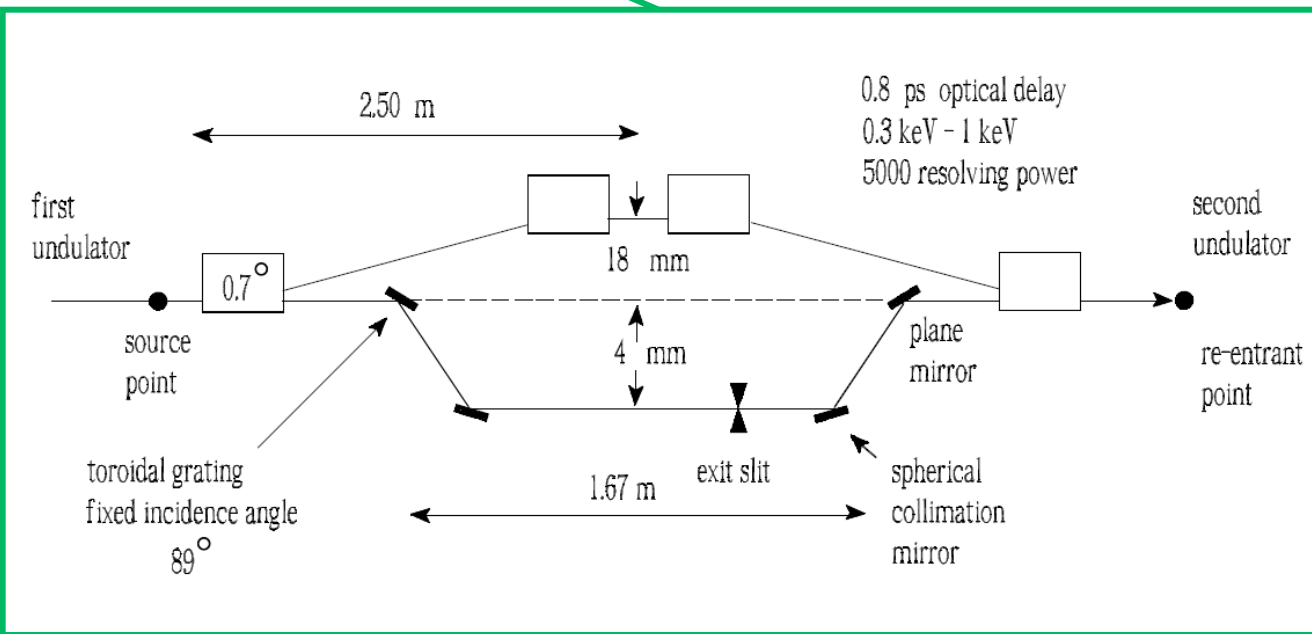 2.50 m
0.8 ps optical delay
0.3 keV - 1 keV
5000 resolving power
first
undulator
second
undulator
0.7°
18 mm
source
point
4 mm
plane
mirror
re-entrant
point
toroidal grating
fixed incidence angle
89°
exit slit
1.67 m
spherical
collimation
mirror